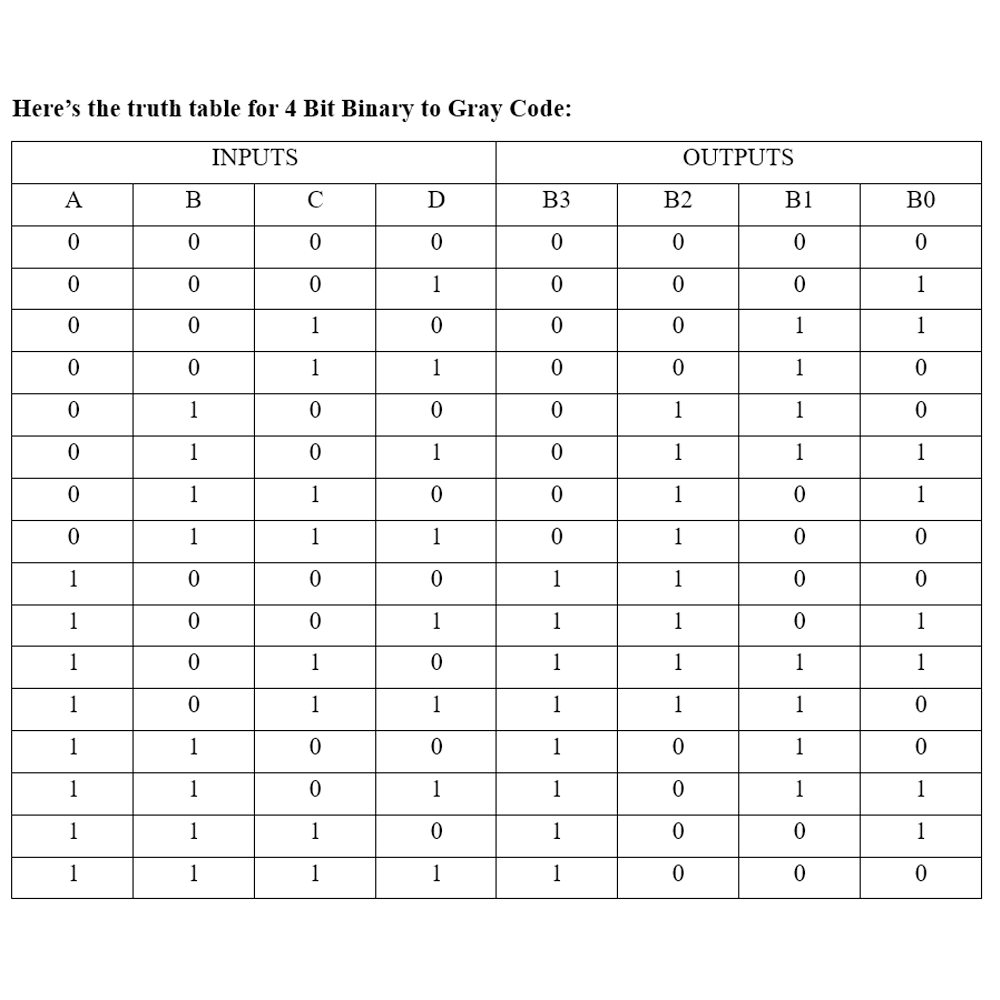 Here’s the truth table for 4 Bit Binary to Gray Code:
INPUTS OUTPUTS
A B C D B3 B2 B1 B0
0 0 0 0 0 0 0 0
0 0 0 1 0 0 0 1
0 0 1 0 0 0 1 1
0 0 1 1 0 0 1 0
0 1 0 0 0 1 1 0
0 1 0 1 0 1 1 1
0 1 1 0 0 1 0 1
0 1 1 1 0 1 0 0
1 0 0 0 1 1 0 0
1 0 0 1 1 1 0 1
1 0 1 0 1 1 1 1
1 0 1 1 1 1 1 0
1 1 0 0 1 0 1 0
1 1 0 1 1 0 1 1
1 1 1 0 1 0 0 1
1 1 1 1 1 0 0 0